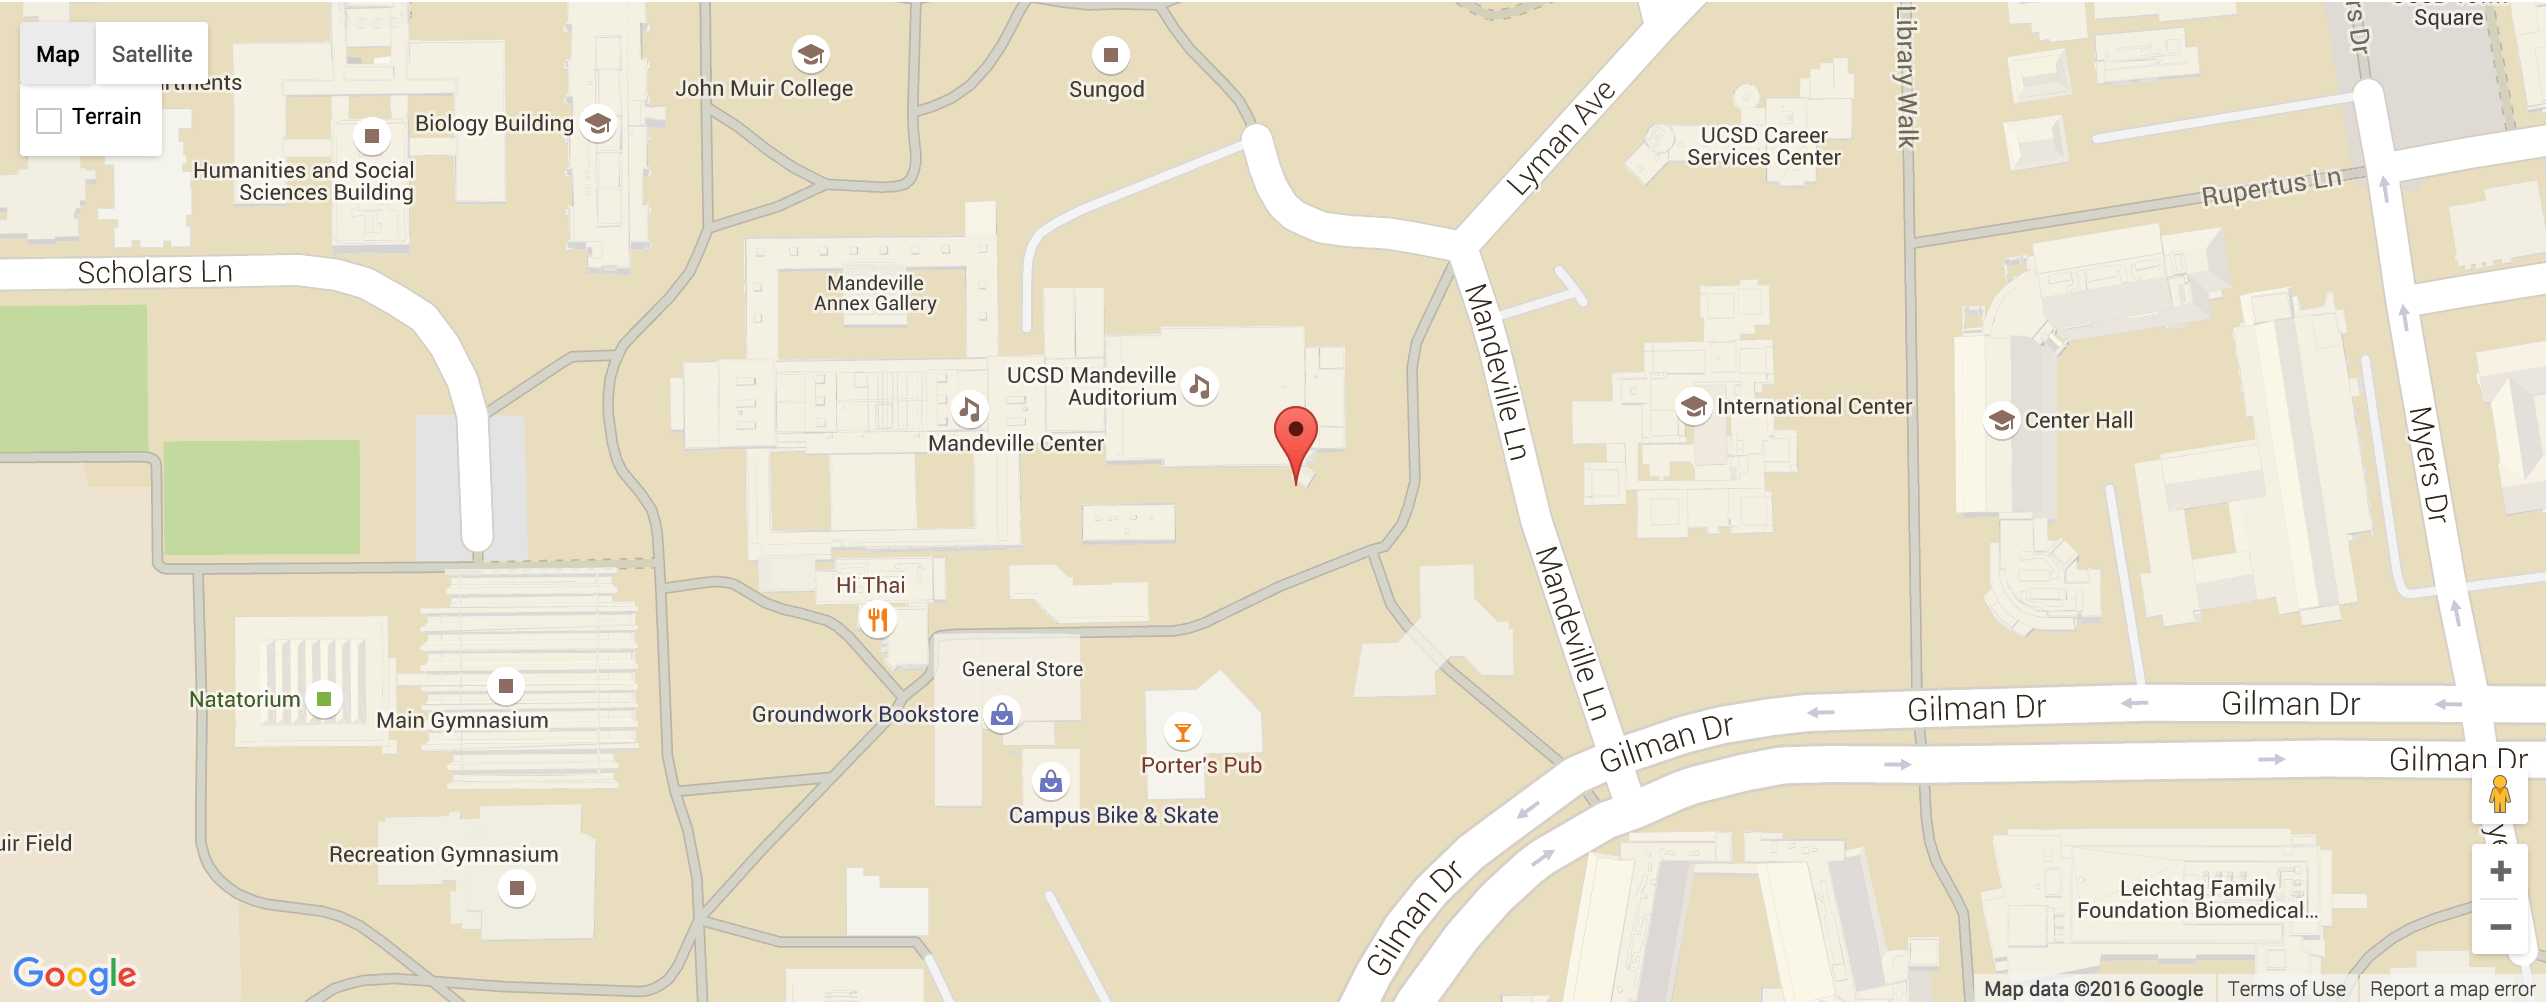 Map
Satellite
Terrain
John Muir College
Sungod
Biology Building
Humanities and Social
Sciences Building
Square
Library Walk
Lyman Ave
UCSD Career
Services Center
Rupertus Ln
Scholars Ln
Mandeville
Annex Gallery
UCSD Mandeville
Auditorium
Mandeville Center
Mandeville Ln
International Center
Center Hall
Myers Dr
Mandeville Ln
Hi Thai
General Store
Groundwork Bookstore
Natatorium
Main Gymnasium
Porter's Pub
Campus Bike & Skate
Gilman Dr
Gilman Dr
Gilman Dr
Gilman Dr
Gilman Dr
Recreation Gymnasium
uir Field
Leichtag Family
Foundation Biomedical...
Google
Map data ©2016 Google
Terms of Use
Report a map error